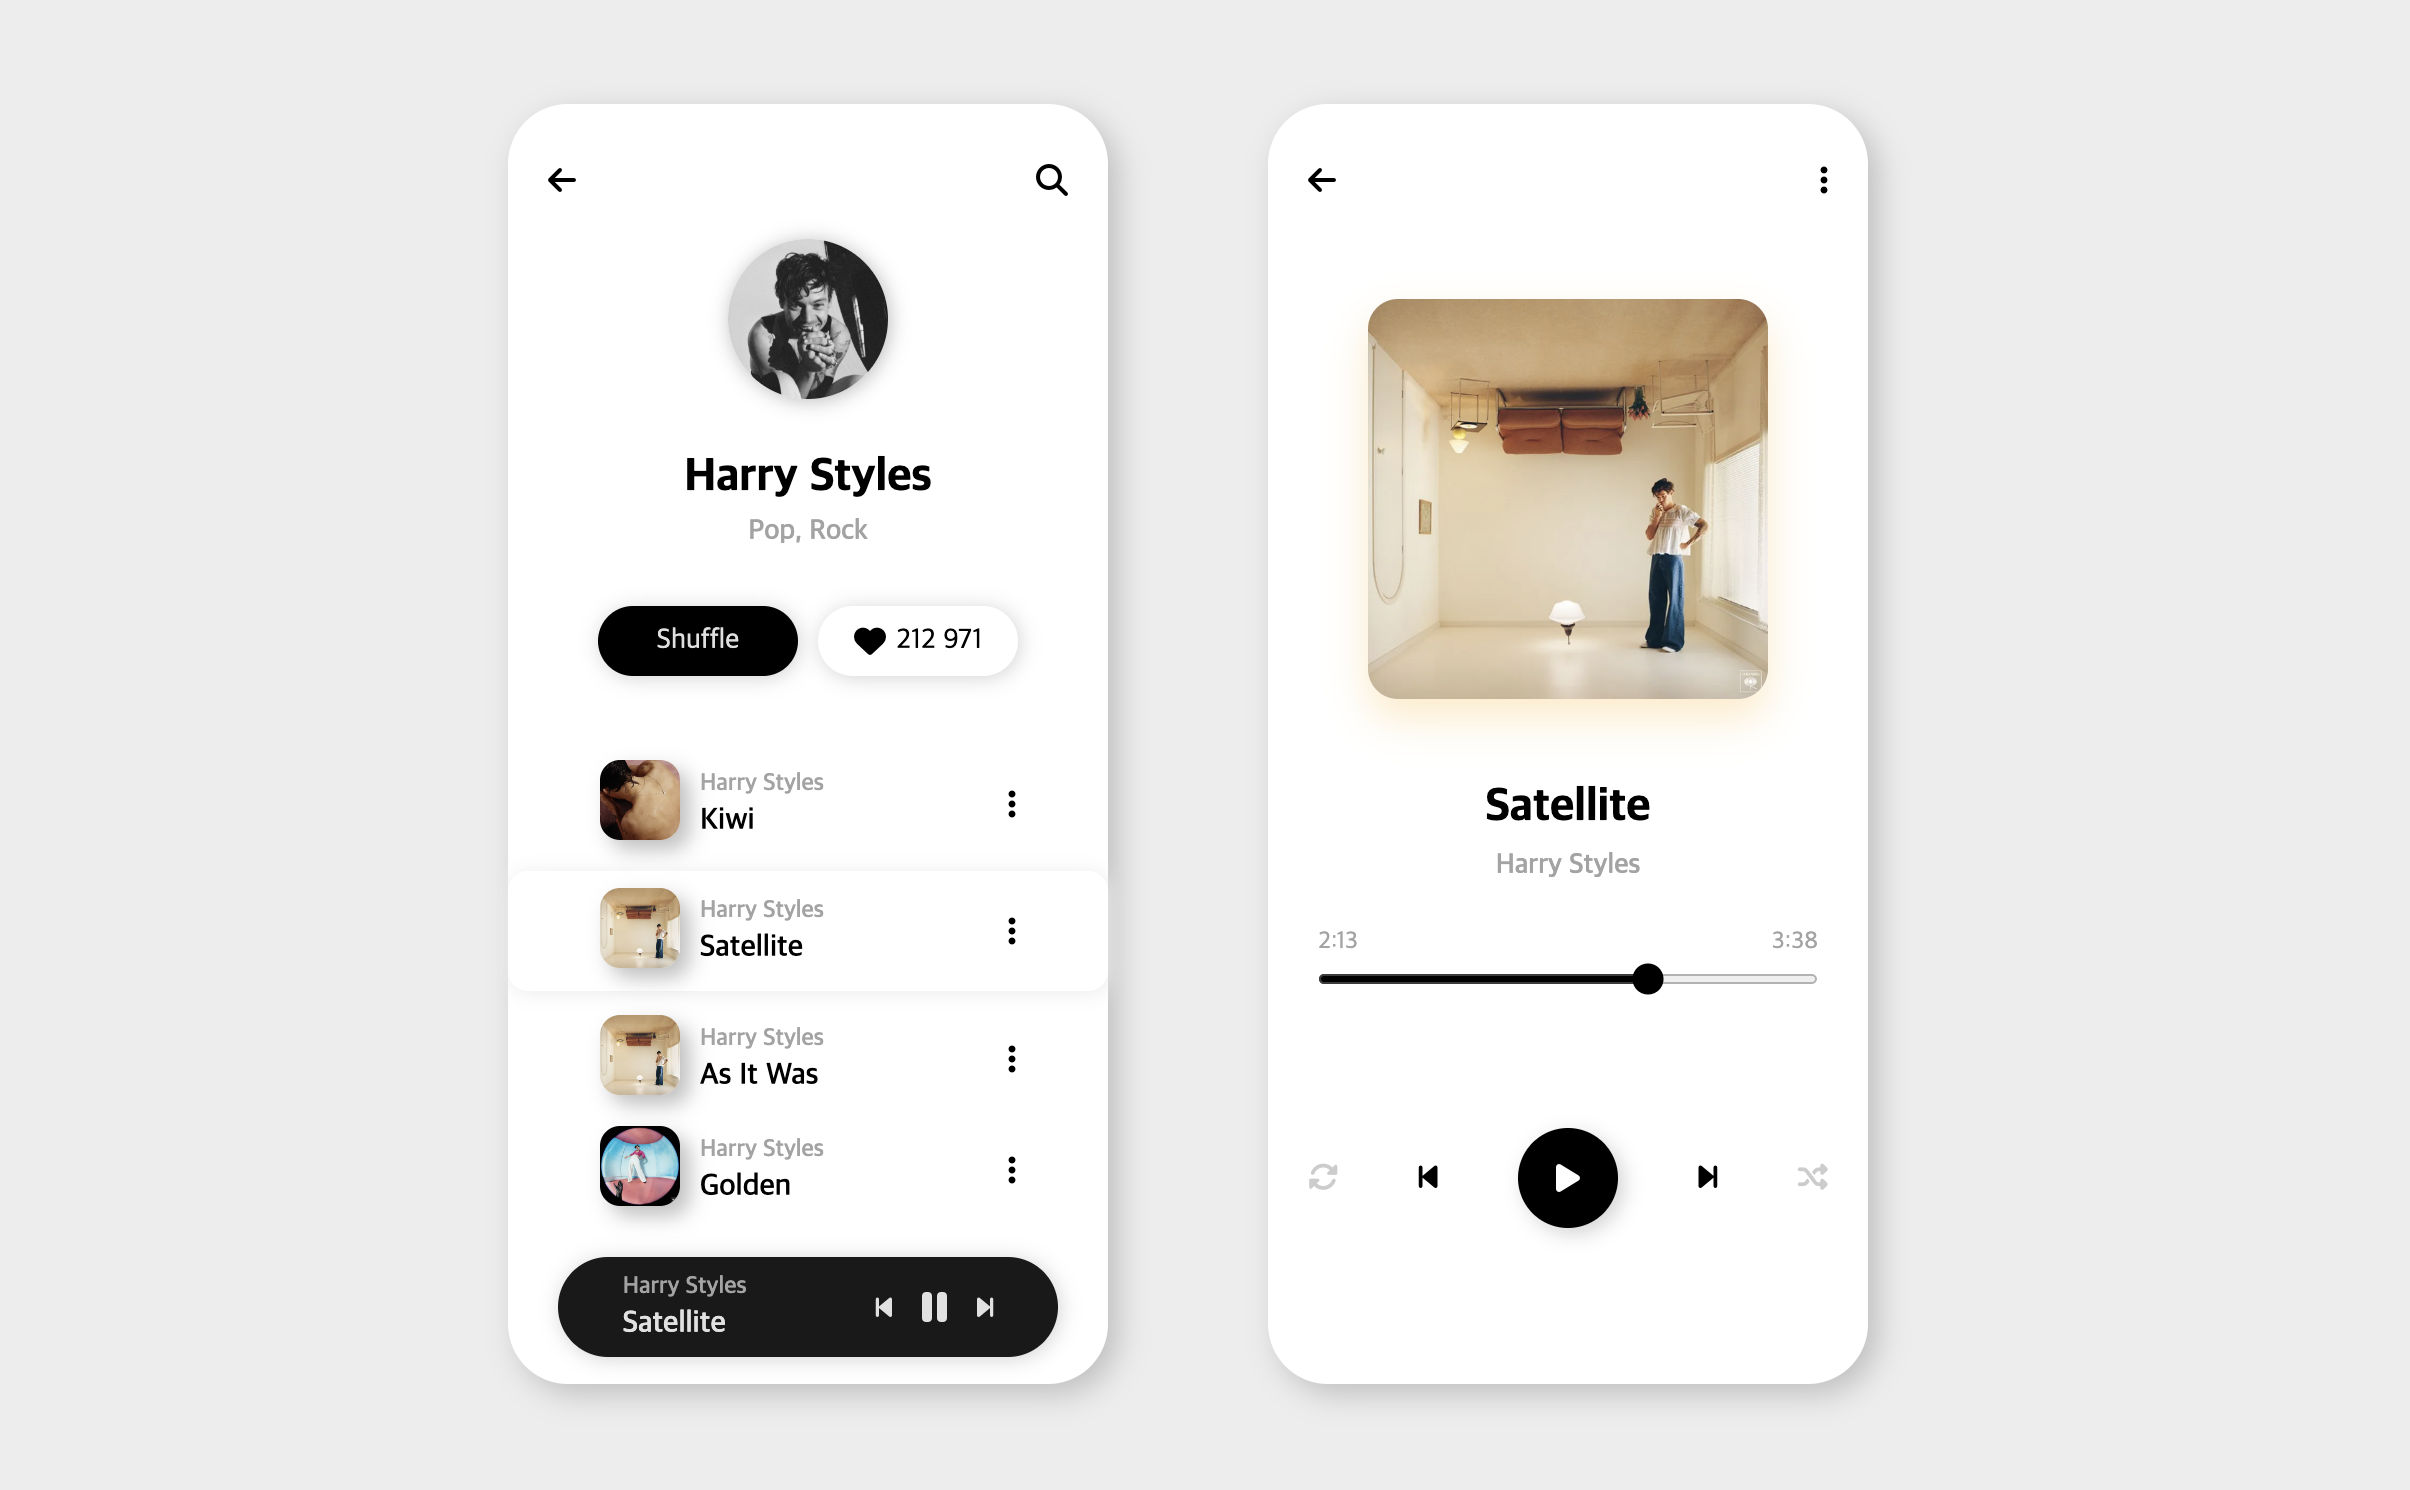 Harry Styles
Pop, Rock
Shuffle
212 971
Harry Styles
Kiwi
Harry Styles
Satellite
Harry Styles
As It Was
Harry Styles
Golden
Harry Styles
Satellite
Satellite
Harry Styles
2:13
3:38